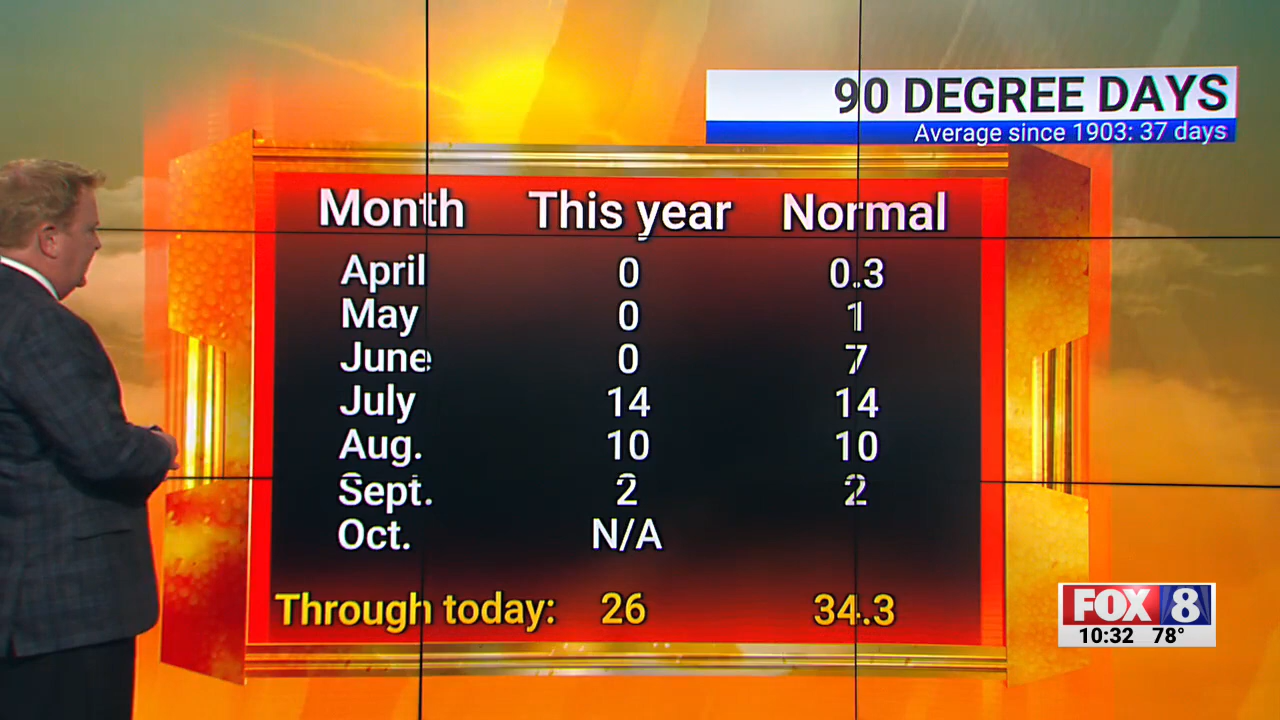 90 DEGREE DAYS
Average since 1903: 37 days
Month This year Normal
April 0 0.3
May 0 1
June 0 7
July 14 14
Aug. 10 10
Sept. 2 2
Oct. N/A
Through today: 26 34.3
FOX 8
10:32 78°